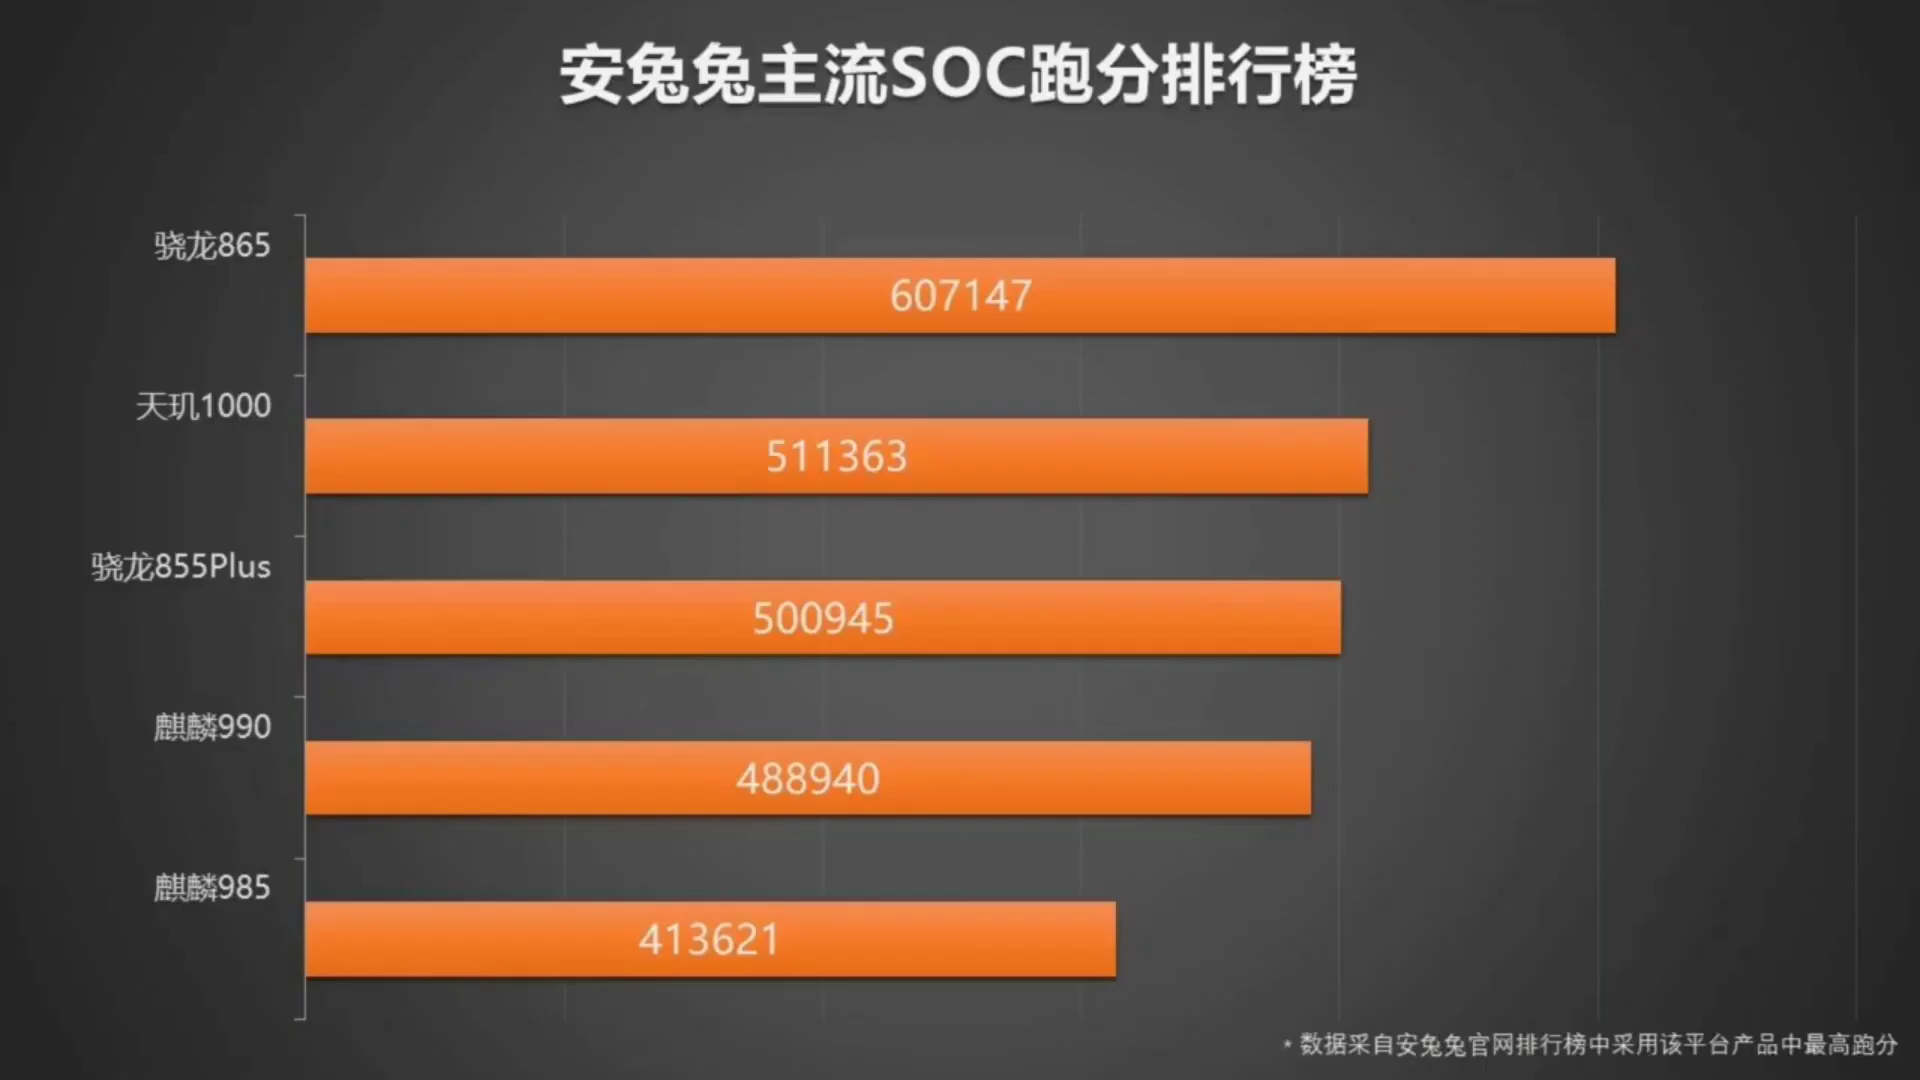 安兔兔主流SOC跑分排行榜
骁龙865
607147
天玑1000
511363
骁龙855Plus
500945
麒麟990
488940
麒麟985
413621
* 数据采自安兔兔官网排行榜中采用该平台产品中最高跑分